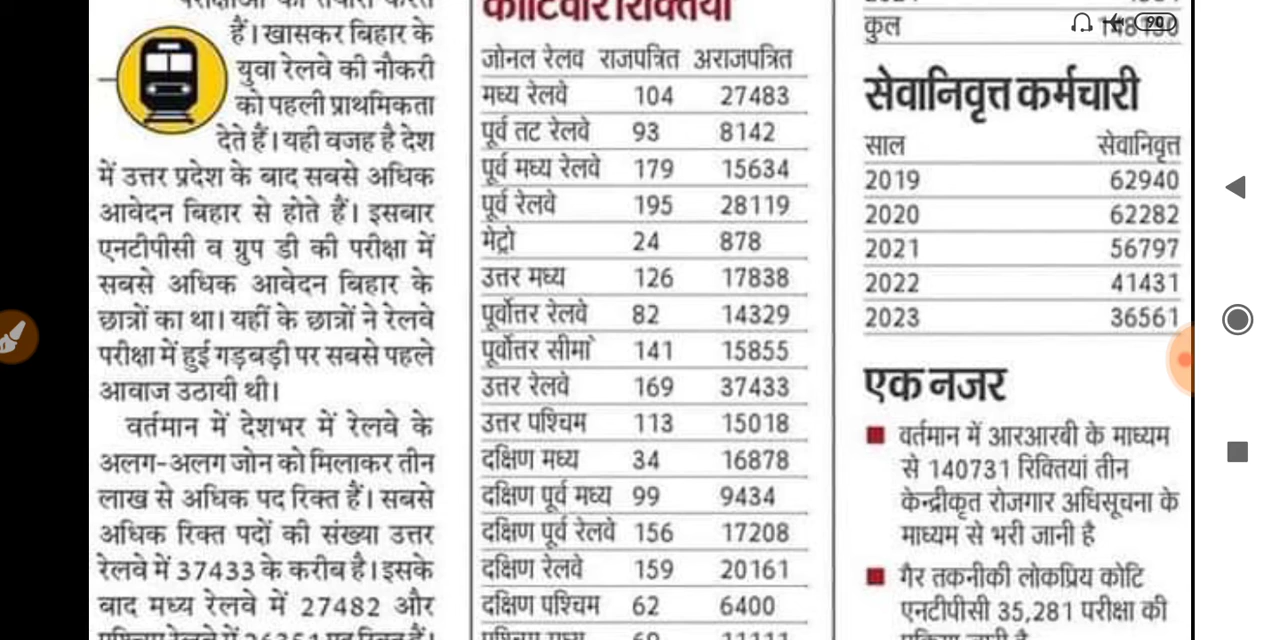 हैं। खासकर बिहार के
युवा रेलवे की नौकरी
को पहली प्राथमिकता
देते हैं। यही वजह है देश
में उत्तर प्रदेश के बाद सबसे अधिक
आवेदन बिहार से होते हैं। इसबार
एनटीपीसी व ग्रुप डी की परीक्षा में
सबसे अधिक आवेदन बिहार के
छात्रों का था। यहीं के छात्रों ने रेलवे
परीक्षा में हुई गड़बड़ी पर सबसे पहले
आवाज उठायी थी।
वर्तमान में देशभर में रेलवे के
अलग-अलग जोन को मिलाकर तीन
लाख से अधिक पद रिक्त हैं। सबसे
अधिक रिक्त पदों की संख्या उत्तर
रेलवे में 37433 के करीब है। इसके
बाद मध्य रेलवे में 27482 और
कोटिवार रिक्तियां
जोनल रेलव राजपत्रित अराजपत्रित
मध्य रेलवे 104 27483
पूर्व तट रेलवे 93 8142
पूर्व मध्य रेलवे 179 15634
पूर्व रेलवे 195 28119
मेट्रो 24 878
उत्तर मध्य 126 17838
पूर्वोत्तर रेलवे 82 14329
पूर्वोत्तर सीमां 141 15855
उत्तर रेलवे 169 37433
उत्तर पश्चिम 113 15018
दक्षिण मध्य 34 16878
दक्षिण पूर्व मध्य 99 9434
दक्षिण पूर्व रेलवे 156 17208
दक्षिण रेलवे 159 20161
दक्षिण पश्चिम 62 6400
कुल
90
सेवानिवृत्त कर्मचारी
साल सेवानिवृत्त
2019 62940
2020 62282
2021 56797
2022 41431
2023 36561
एक नजर
वर्तमान में आरआरबी के माध्यम
से 140731 रिक्तियां तीन
केन्द्रीकृत रोजगार अधिसूचना के
माध्यम से भरी जानी है
गैर तकनीकी लोकप्रिय कोटि
एनटीपीसी 35,281 परीक्षा की